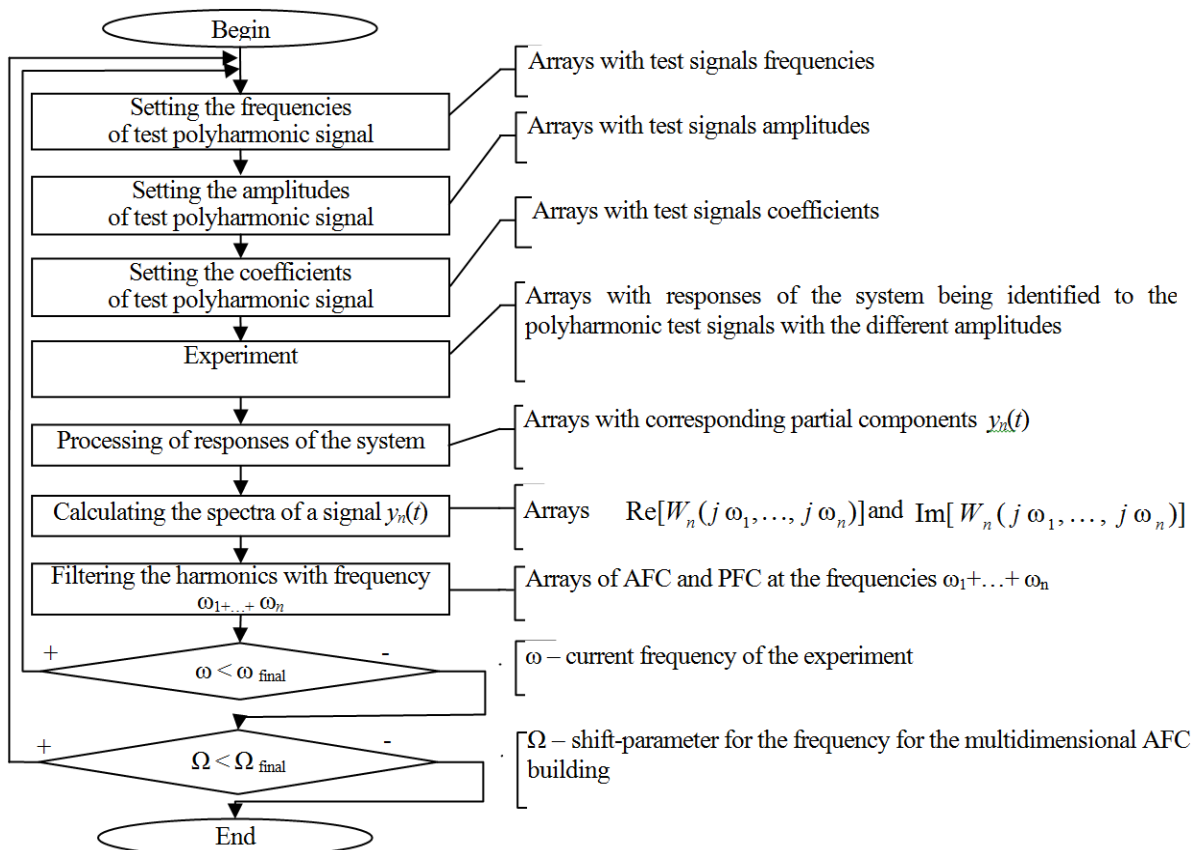 Begin
Arrays with test signals frequencies
Setting the frequencies
of test polyharmonic signal
Arrays with test signals amplitudes
Setting the amplitudes
of test polyharmonic signal
Arrays with test signals coefficients
Setting the coefficients
of test polyharmonic signal
Arrays with responses of the system being identified to the
polyharmonic test signals with the different amplitudes
Experiment
Arrays with corresponding partial components yn(t)
Processing of responses of the system
Calculating the spectra of a signal yn(t)
Arrays Re[Wn(j ω1,…, j ωn)] and Im[Wn(j ω1,…, j ωn)]
Filtering the harmonics with frequency
ω1+…+ ωn
Arrays of AFC and PFC at the frequencies ω1+…+ ωn
+ -
ω < ω final
ω – current frequency of the experiment
+ -
Ω < Ω final
Ω – shift-parameter for the frequency for the multidimensional AFC
building
End